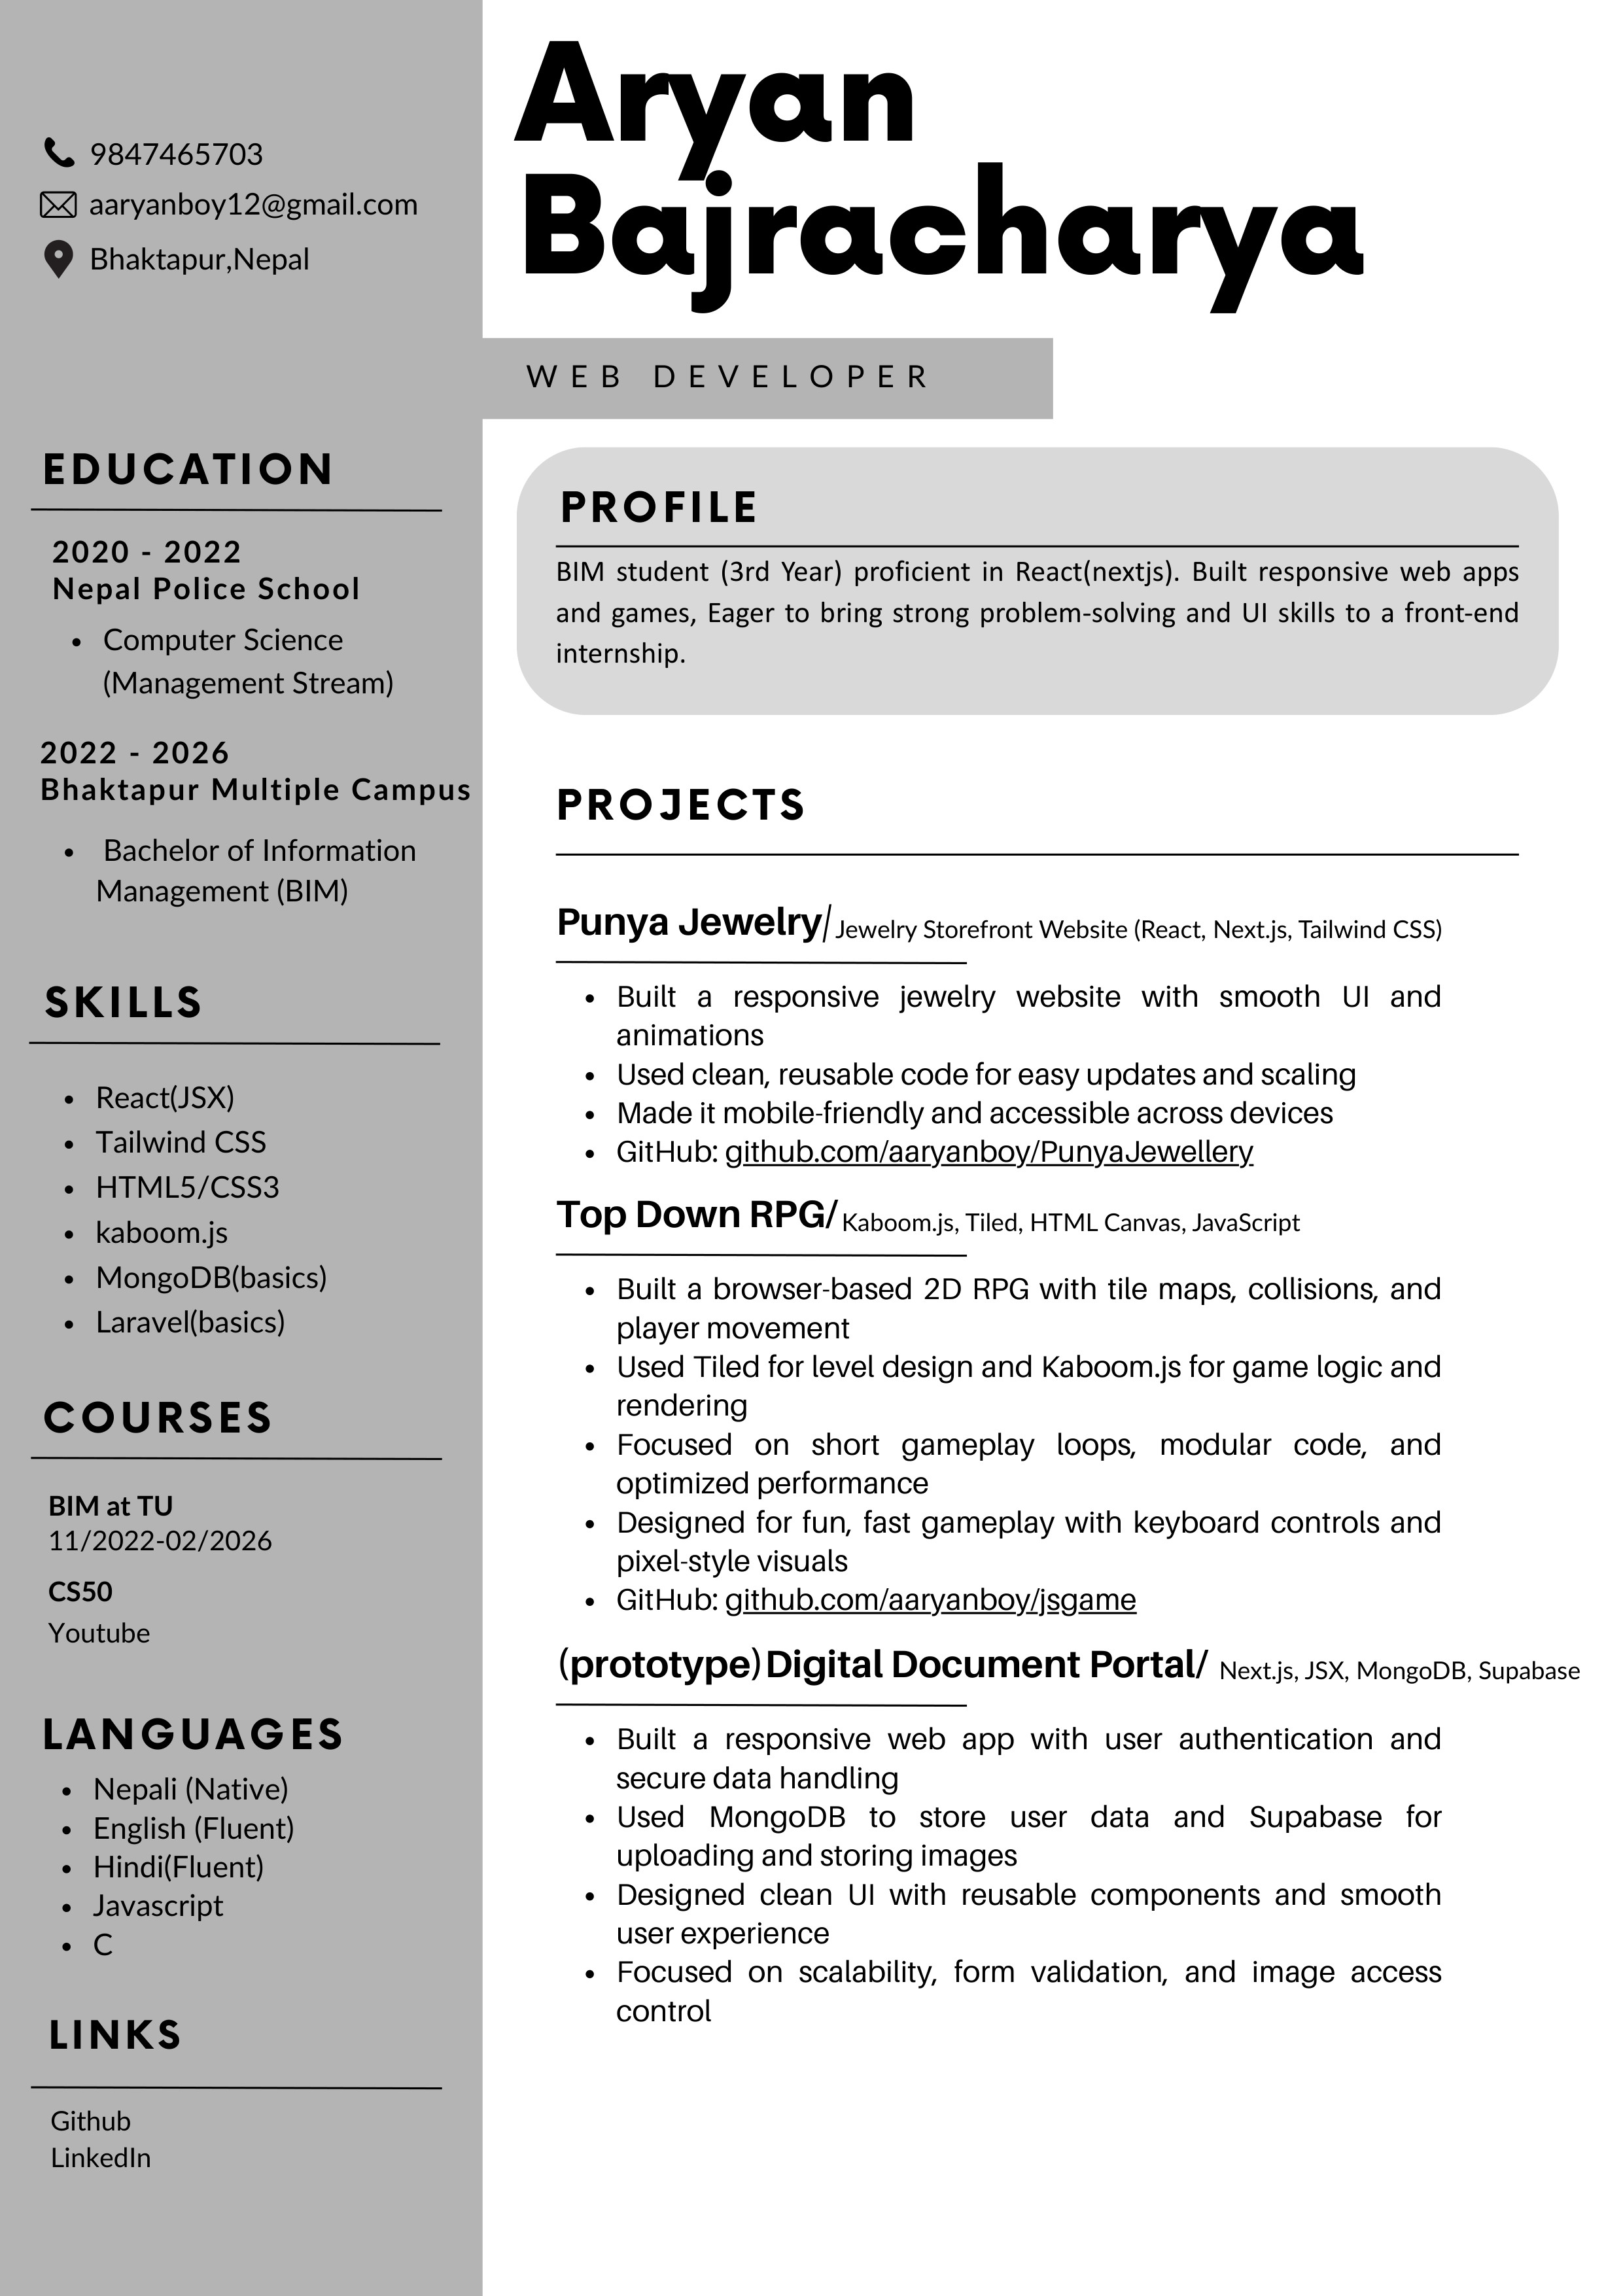 9847465703
aaryanboy12@gmail.com
Bhaktapur,Nepal
EDUCATION
2020 - 2022
Nepal Police School
• Computer Science
(Management Stream)
2022 - 2026
Bhaktapur Multiple Campus
• Bachelor of Information
Management (BIM)
SKILLS
• React(JSX)
• Tailwind CSS
• HTML5/CSS3
• kaboom.js
• MongoDB(basics)
• Laravel(basics)
COURSES
BIM at TU
11/2022-02/2026
CS50
Youtube
LANGUAGES
• Nepali (Native)
• English (Fluent)
• Hindi(Fluent)
• Javascript
• C
LINKS
Github
LinkedIn
Aryan
Bajracharya
WEB DEVELOPER
PROFILE
BIM student (3rd Year) proficient in React(nextjs). Built responsive web apps
and games, Eager to bring strong problem-solving and UI skills to a front-end
internship.
PROJECTS
Punya Jewelry/ Jewelry Storefront Website (React, Next.js, Tailwind CSS)
• Built a responsive jewelry website with smooth UI and
animations
• Used clean, reusable code for easy updates and scaling
• Made it mobile-friendly and accessible across devices
• GitHub: github.com/aaryanboy/PunyaJewellery
Top Down RPG/ Kaboom.js, Tiled, HTML Canvas, JavaScript
• Built a browser-based 2D RPG with tile maps, collisions, and
player movement
• Used Tiled for level design and Kaboom.js for game logic and
rendering
• Focused on short gameplay loops, modular code, and
optimized performance
• Designed for fun, fast gameplay with keyboard controls and
pixel-style visuals
• GitHub: github.com/aaryanboy/jsgame
(prototype) Digital Document Portal/ Next.js, JSX, MongoDB, Supabase
• Built a responsive web app with user authentication and
secure data handling
• Used MongoDB to store user data and Supabase for
uploading and storing images
• Designed clean UI with reusable components and smooth
user experience
• Focused on scalability, form validation, and image access
control